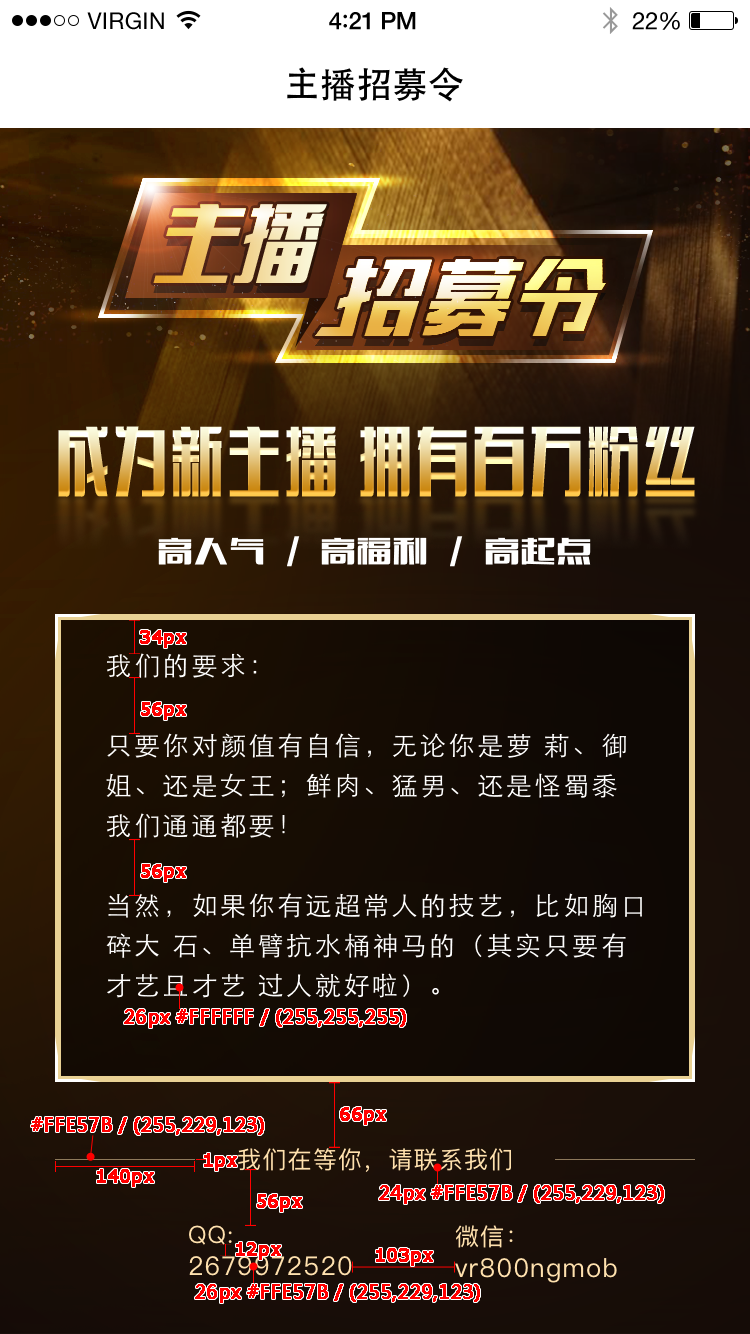 VIRGIN 4:21 PM 22%
主播招募令
主播
招募令
成为新主播 拥有百万粉丝
高人气 / 高福利 / 高起点
34px
我们的要求：
56px
只要你对颜值有自信，无论你是萝 莉、御
姐、还是女王；鲜肉、猛男、还是怪蜀黍
我们通通都要！
56px
当然，如果你有远超常人的技艺，比如胸口
碎大 石、单臂抗水桶神马的（其实只要有
才艺且才艺 过人就好啦）。
26px #FFFFFF / (255,255,255)
66px
#FFE57B / (255,229,123)
1px 我们在等你，请联系我们
140px
24px #FFE57B / (255,229,123)
56px
QQ: 微信：
12px 103px
2679972520 vr800ngmob
26px #FFE57B / (255,229,123)